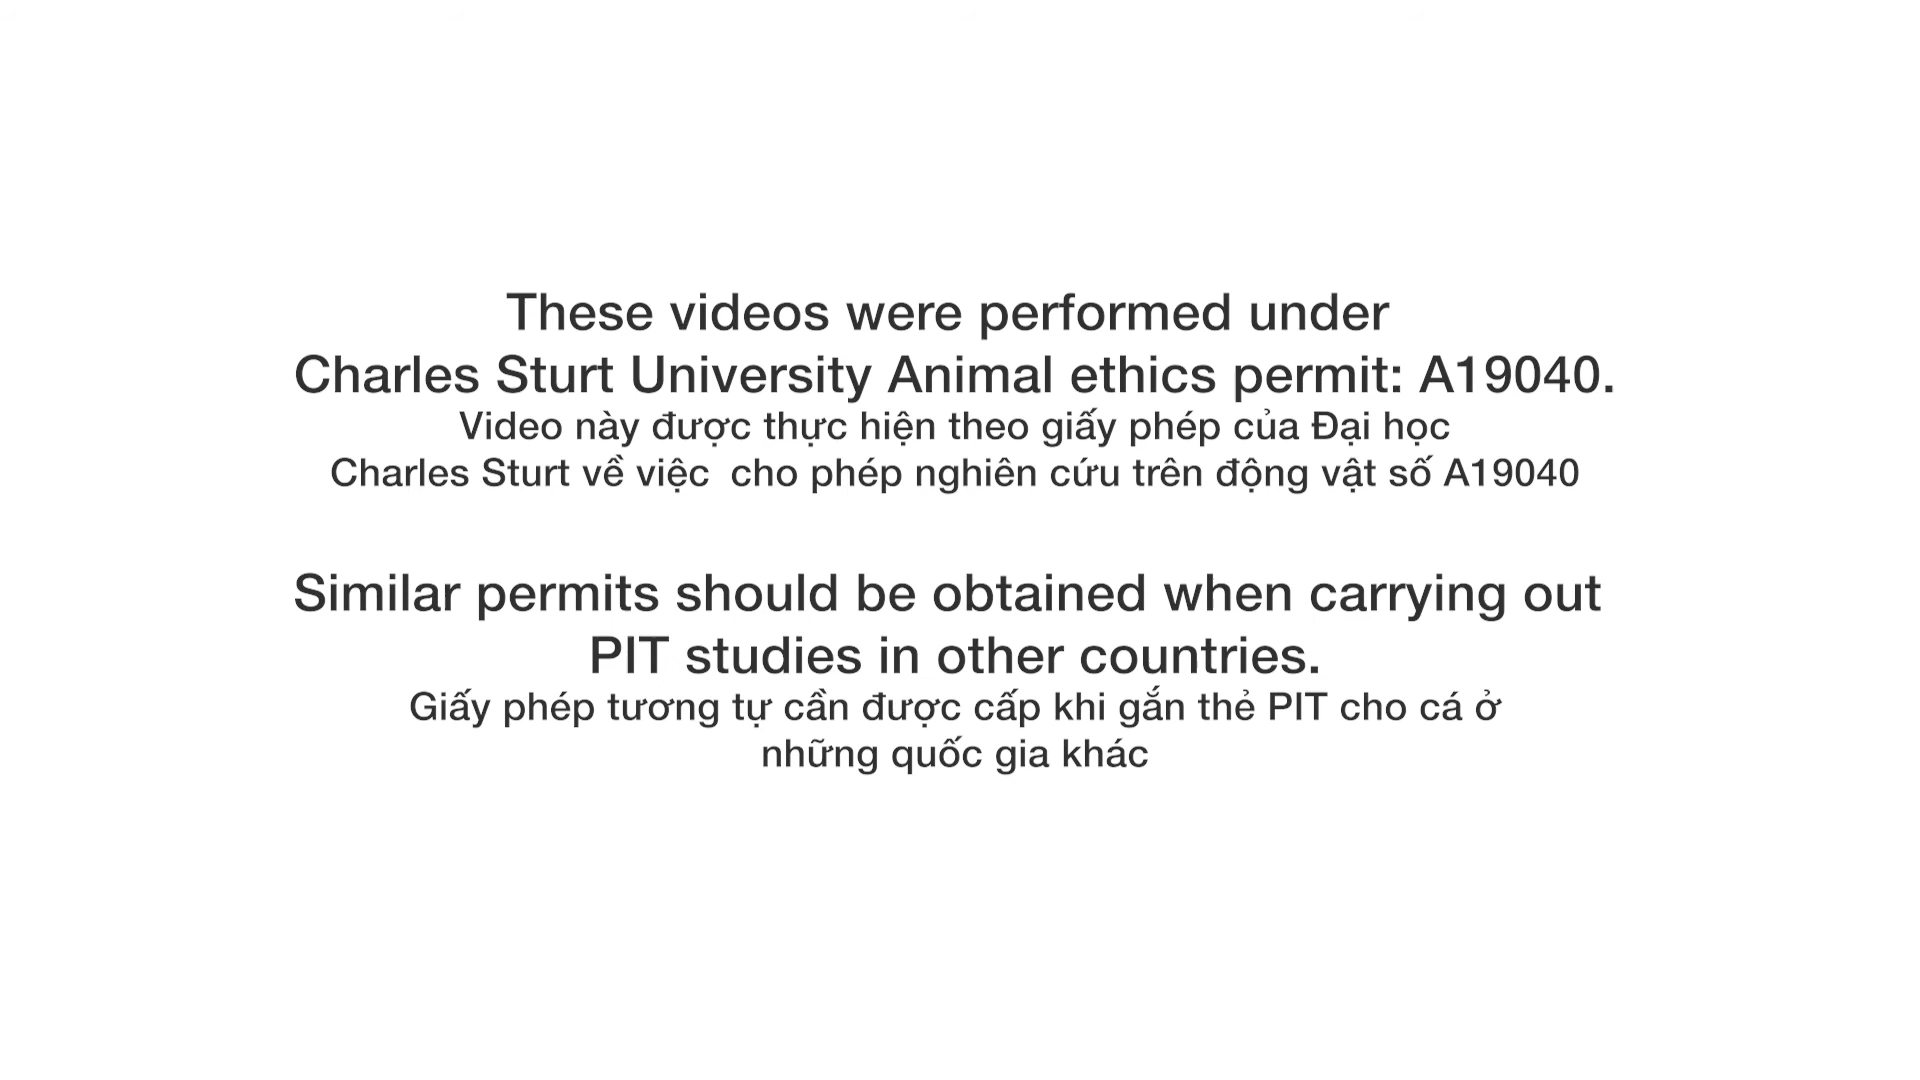 These videos were performed under
Charles Sturt University Animal ethics permit: A19040.
Video này được thực hiện theo giấy phép của Đại học
Charles Sturt về việc  cho phép nghiên cứu trên động vật số A19040
Similar permits should be obtained when carrying out
PIT studies in other countries.
Giấy phép tương tự cần được cấp khi gắn thẻ PIT cho cá ở
những quốc gia khác